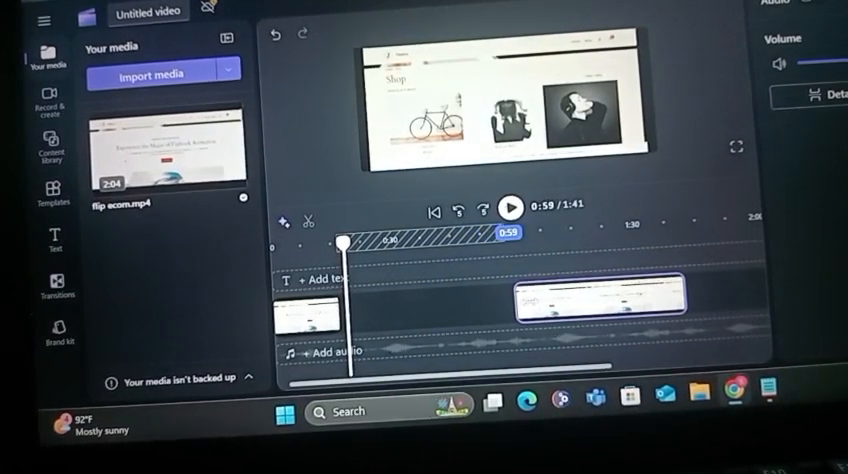 Untitled video
Your media
Import media
Your media
Record & create
Content library
Templates
Text
Transitions
Brand kit
2:04
flip ecom.mp4
Your media isn't backed up
Shop
0:59 / 1:41
0
0:30
0:59
1:30
2:00
T + Add text
+ Add audio
Audio
Volume
Deta
92°F
Mostly sunny
Search